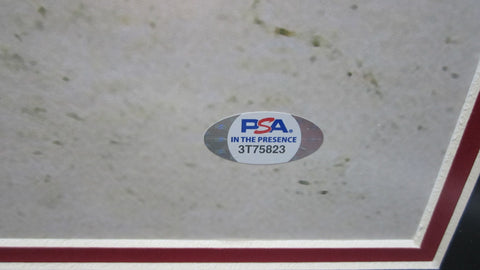 PSA®
IN THE PRESENCE
3T75823